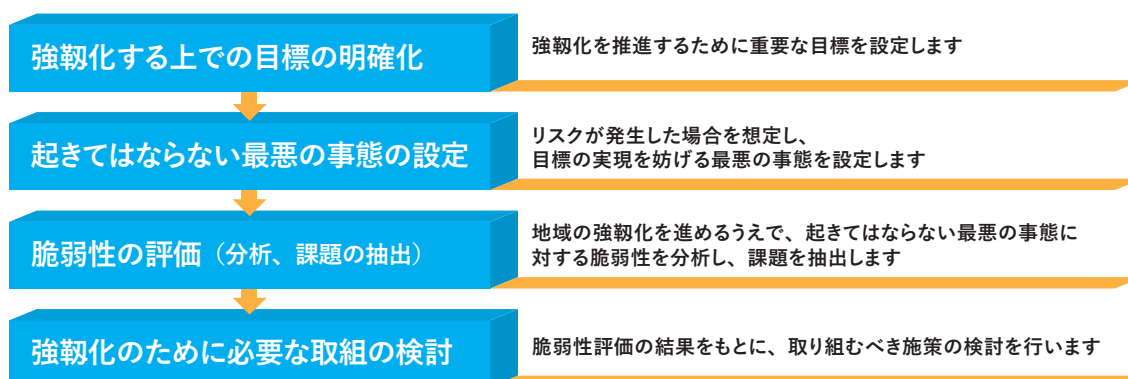 強靱化する上での目標の明確化
強靱化を推進するために重要な目標を設定します
起きてはならない最悪の事態の設定
リスクが発生した場合を想定し、
目標の実現を妨げる最悪の事態を設定します
脆弱性の評価（分析、課題の抽出）
地域の強靱化を進めるうえで、起きてはならない最悪の事態に
対する脆弱性を分析し、課題を抽出します
強靱化のために必要な取組の検討
脆弱性評価の結果をもとに、取り組むべき施策の検討を行います